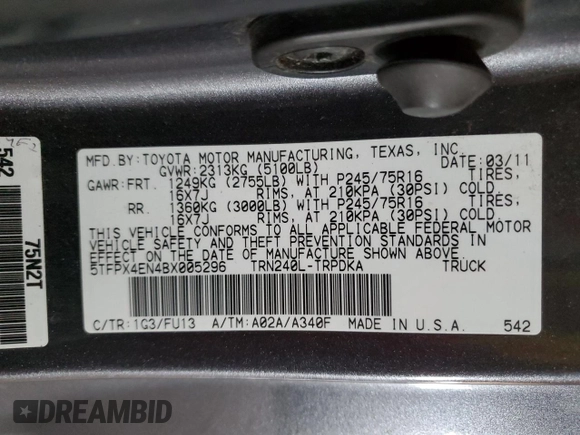 MFD.BY:TOYOTA MOTOR MANUFACTURING, TEXAS, INC.
GVWR:2313KG (5100LB) DATE:03/11
GAWR:FRT. 1249KG (2755LB) WITH P245/75R16 TIRES,
16X7J RIMS, AT 210KPA (30PSI) COLD
RR. 1360KG (3000LB) WITH P245/75R16 TIRES,
16X7J RIMS, AT 210KPA (30PSI) COLD
THIS VEHICLE CONFORMS TO ALL APPLICABLE FEDERAL MOTOR
VEHICLE SAFETY AND THEFT PREVENTION STANDARDS IN
EFFECT ON THE DATE OF MANUFACTURE SHOWN ABOVE.
5TFPX4EN4BX005296 TRN240L-TRPDKA TRUCK
C/TR:1G3/FU13 A/TM:A02A/A340F MADE IN U.S.A. 542
542
75N2T
DREAMBID